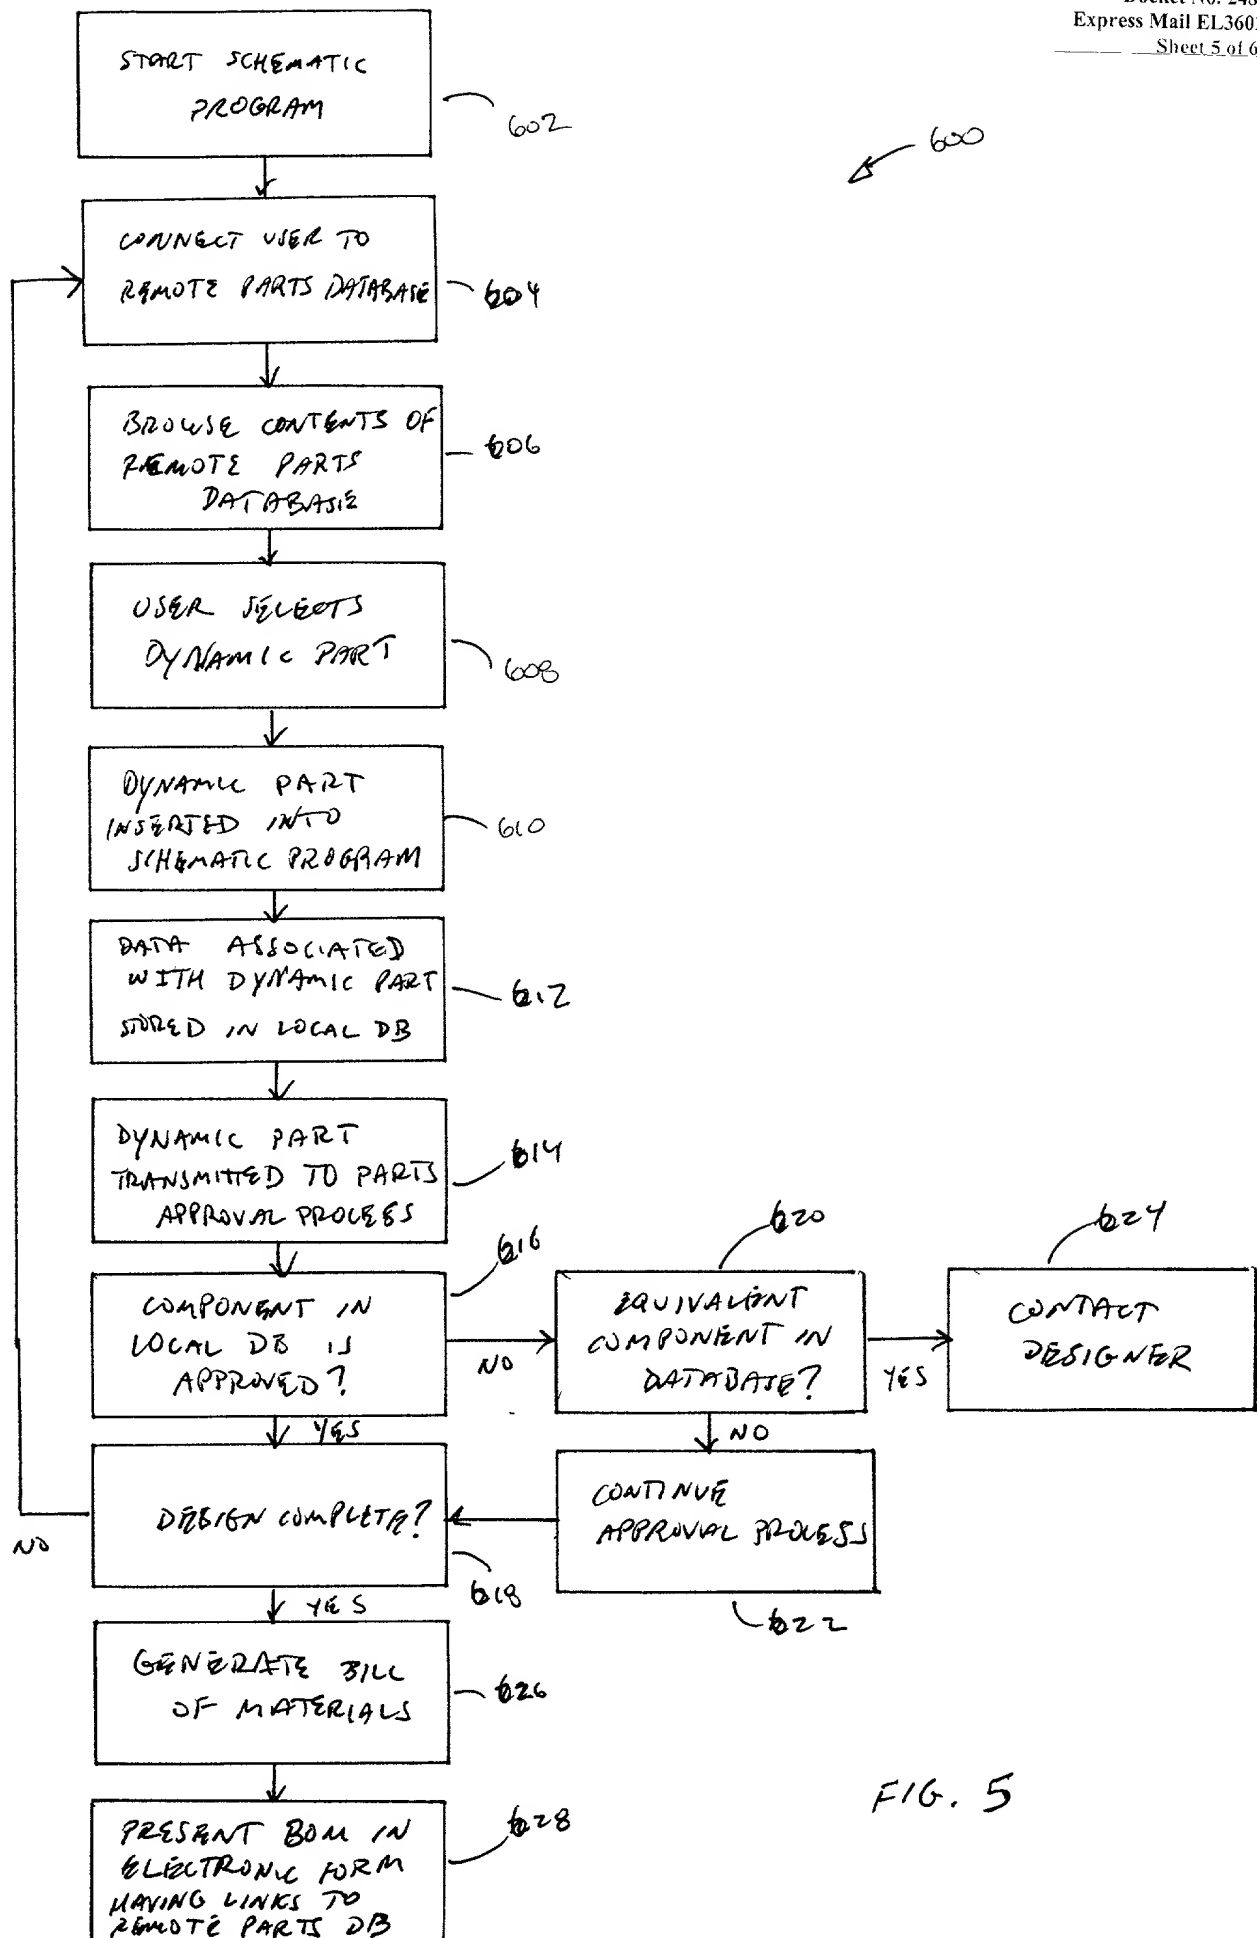 Express Mail EL360
Sheet 5 of 6
START SCHEMATIC
PROGRAM
602
600
CONNECT USER TO
REMOTE PARTS DATABASE
604
BROWSE CONTENTS OF
REMOTE PARTS
DATABASE
606
USER SELECTS
DYNAMIC PART
608
DYNAMIC PART
INSERTED INTO
SCHEMATIC PROGRAM
610
DATA ASSOCIATED
WITH DYNAMIC PART
STORED IN LOCAL DB
612
DYNAMIC PART
TRANSMITTED TO PARTS
APPROVAL PROCESS
614
COMPONENT IN
LOCAL DB IS
APPROVED?
616
NO
YES
EQUIVALENT
COMPONENT IN
DATABASE?
620
YES
NO
CONTACT
DESIGNER
624
CONTINUE
APPROVAL PROCESS
622
DESIGN COMPLETE?
618
NO
YES
GENERATE BILL
OF MATERIALS
626
PRESENT BOM IN
ELECTRONIC FORM
HAVING LINKS TO
REMOTE PARTS DB
628
FIG. 5